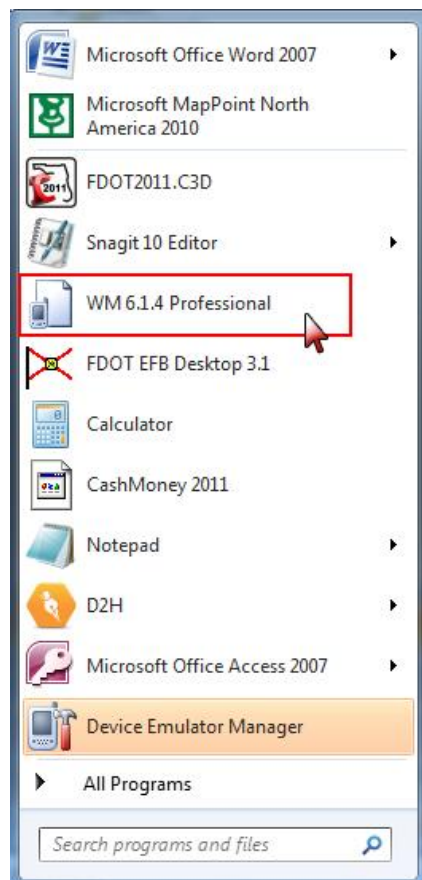 Microsoft Office Word 2007
Microsoft MapPoint North
America 2010
2011
FDOT2011.C3D
Snagit 10 Editor
WM 6.1.4 Professional
FDOT EFB Desktop 3.1
Calculator
CashMoney 2011
Notepad
D2H
Microsoft Office Access 2007
Device Emulator Manager
All Programs
Search programs and files